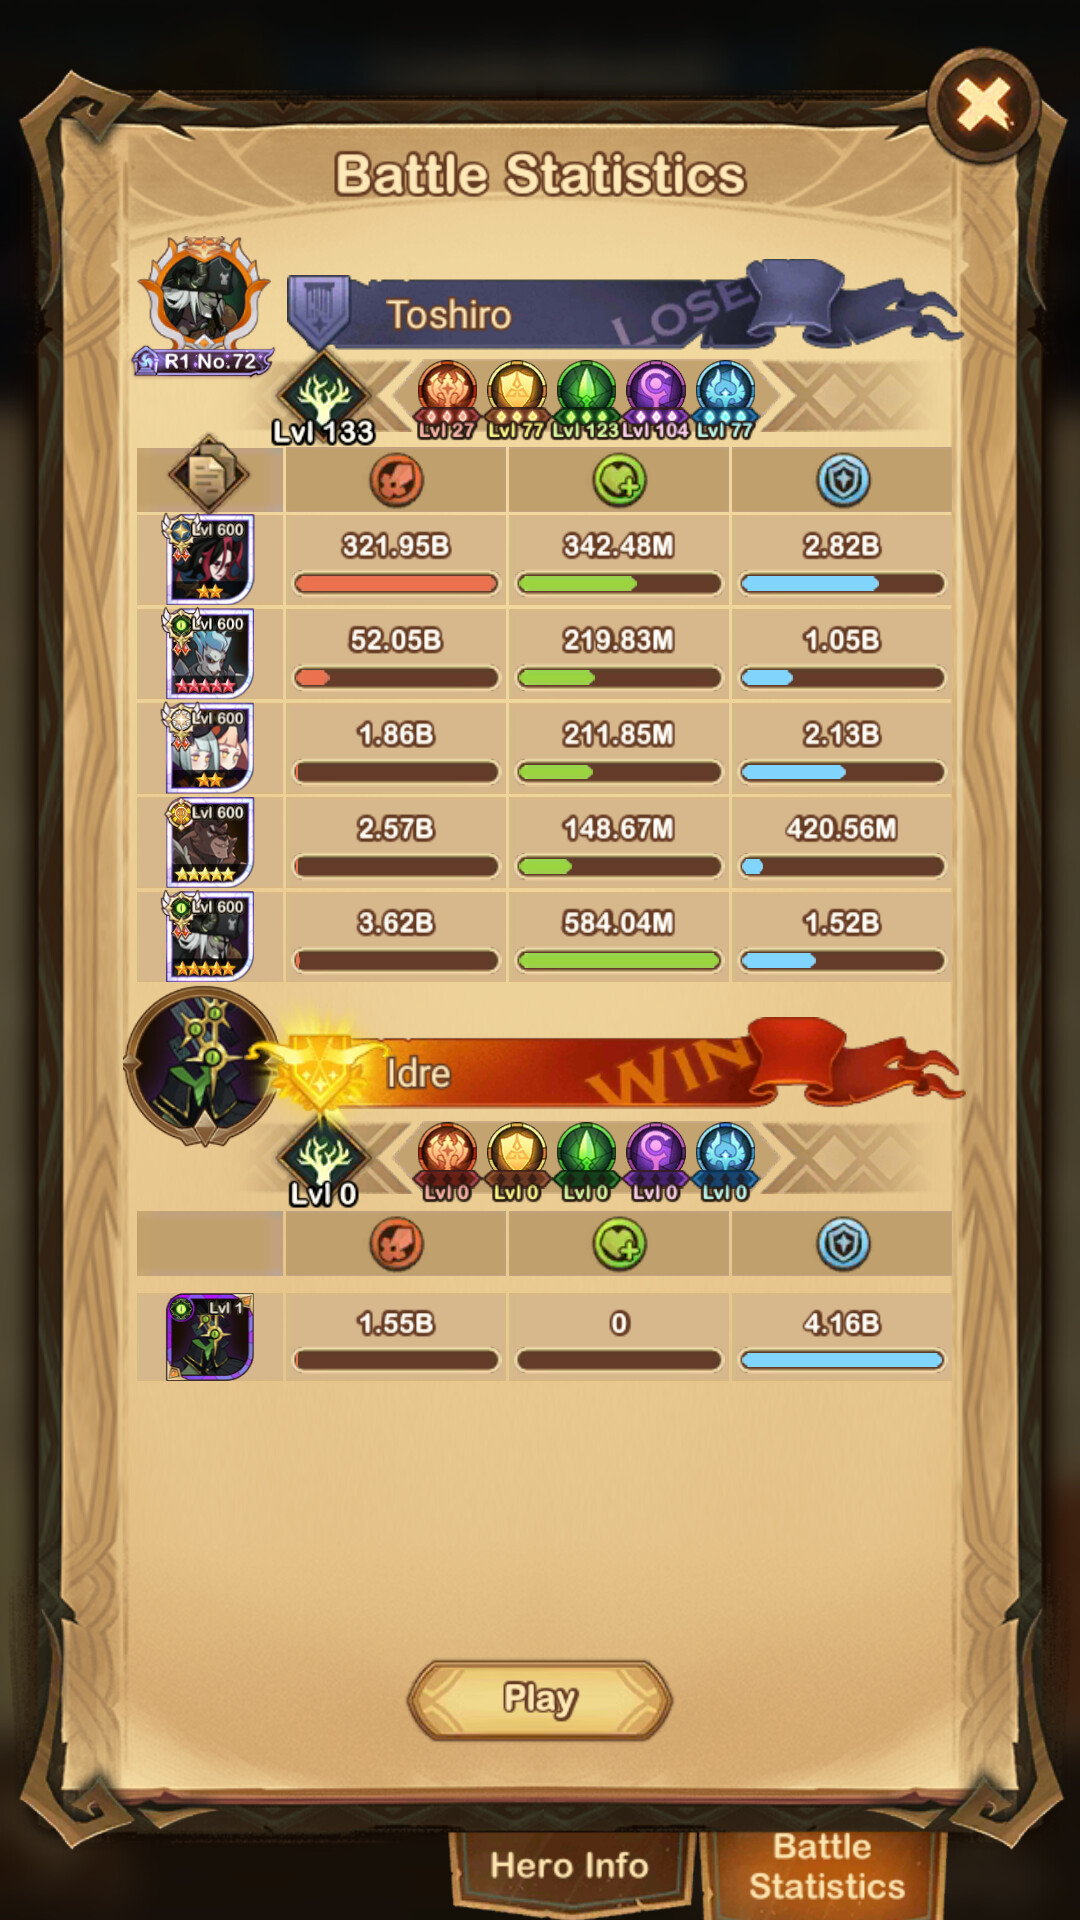 Battle Statistics
Toshiro
LOSE
R1 No.72
Lvl 133
Lvl 27 Lvl 77 Lvl 123 Lvl 104 Lvl 77
Lvl 600
321.95B 342.48M 2.82B
Lvl 600
52.05B 219.83M 1.05B
Lvl 600
1.86B 211.85M 2.13B
Lvl 600
2.57B 148.67M 420.56M
Lvl 600
3.62B 584.04M 1.52B
Idre
WIN
Lvl 0
Lvl 0 Lvl 0 Lvl 0 Lvl 0 Lvl 0
Lvl 1
1.55B 0 4.16B
Play
Hero Info
Battle
Statistics